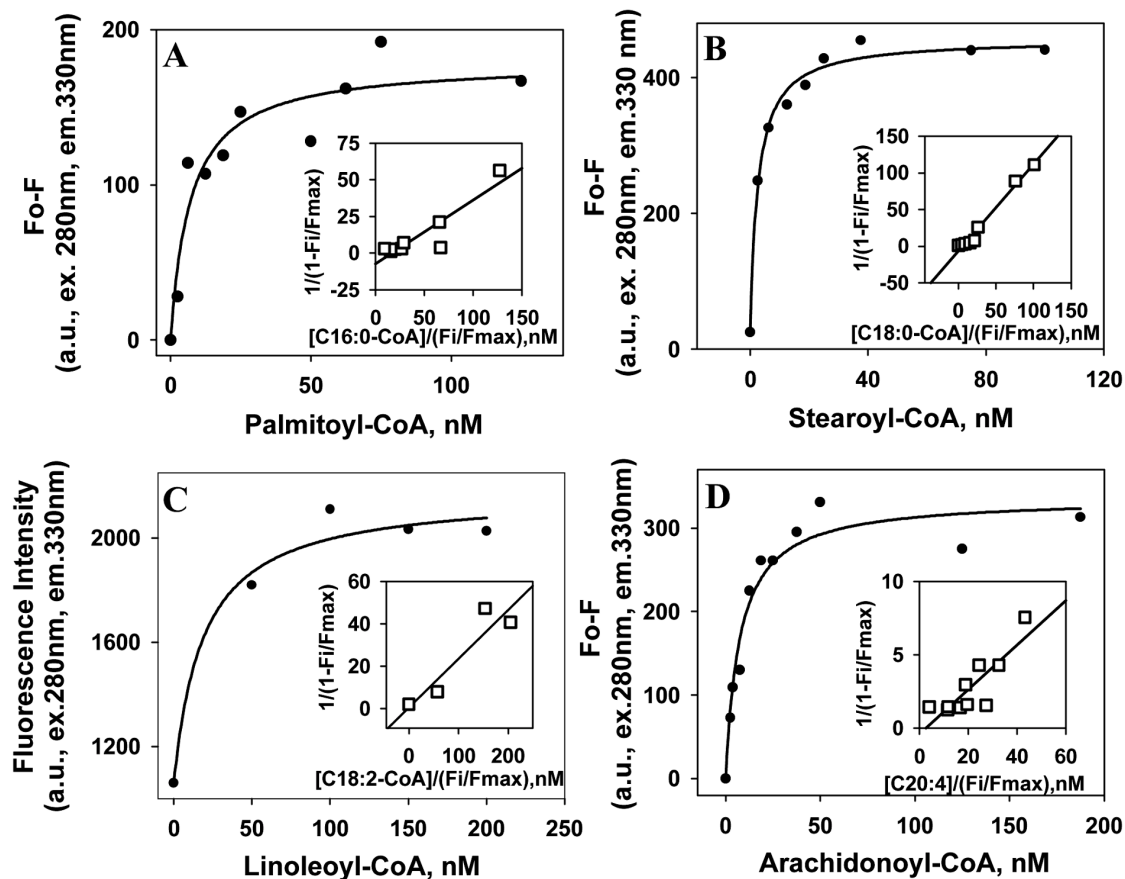 A
Fo-F
(a.u., ex. 280nm, em.330nm)
200
100
0
0
50
100
Palmitoyl-CoA, nM
1/(1-Fi/Fmax)
75
50
25
0
-25
0
50
100
150
[C16:0-CoA]/(Fi/Fmax),nM
B
Fo-F
(a.u., ex. 280nm, em.330 nm)
400
200
0
0
40
80
120
Stearoyl-CoA, nM
1/(1-Fi/Fmax)
150
100
50
0
-50
0
50
100
150
[C18:0-CoA]/(Fi/Fmax),nM
C
Fluorescence Intensity
(a.u., ex.280nm, em.330nm)
2000
1600
1200
0
50
100
150
200
250
Linoleoyl-CoA, nM
1/(1-Fi/Fmax)
60
40
20
0
0
100
200
[C18:2-CoA]/(Fi/Fmax),nM
D
Fo-F
(a.u., ex.280nm, em.330 nm)
300
200
100
0
0
50
100
150
200
Arachidonoyl-CoA, nM
1/(1-Fi/Fmax)
10
5
0
0
20
40
60
[C20:4]/(Fi/Fmax),nM